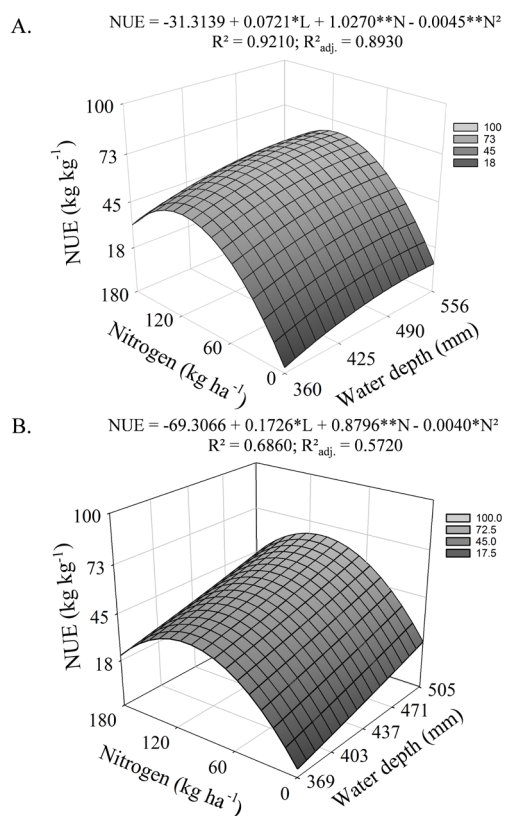 A.
NUE = -31.3139 + 0.0721*L + 1.0270**N - 0.0045**N²
R² = 0.9210; R²adj. = 0.8930
100
73
45
18
180
NUE (kg kg⁻¹)
100
73
45
18
120
60
0
Nitrogen (kg ha⁻¹)
360
425
490
556
Water depth (mm)
B.
NUE = -69.3066 + 0.1726*L + 0.8796**N - 0.0040*N²
R² = 0.6860; R²adj. = 0.5720
100
73
45
18
180
NUE (kg kg⁻¹)
100.0
72.5
45.0
17.5
120
60
0
Nitrogen (kg ha⁻¹)
369
403
437
471
505
Water depth (mm)